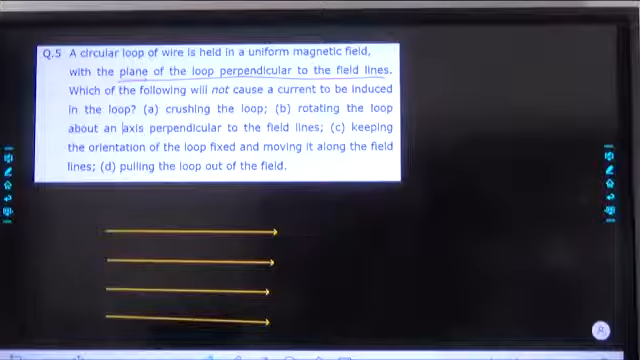 Q.5 A circular loop of wire is held in a uniform magnetic field,
with the plane of the loop perpendicular to the field lines.
Which of the following will not cause a current to be induced
in the loop? (a) crushing the loop; (b) rotating the loop
about an axis perpendicular to the field lines; (c) keeping
the orientation of the loop fixed and moving it along the field
lines; (d) pulling the loop out of the field.